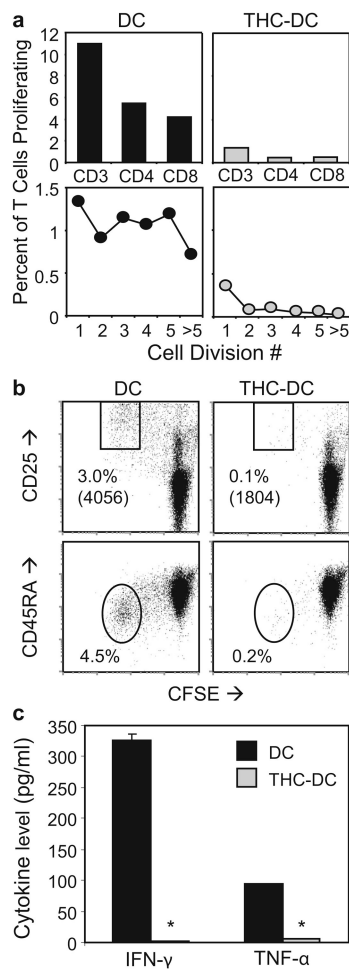 a
DC THC-DC
Percent of T Cells Proliferating
12
10
8
6
4
2
0
CD3 CD4 CD8 CD3 CD4 CD8
1.5
1
0.5
0
1 2 3 4 5 >5 1 2 3 4 5 >5
Cell Division #
b
DC THC-DC
CD25 →
3.0%
(4056)
0.1%
(1804)
CD45RA →
4.5% 0.2%
CFSE →
c
Cytokine level (pg/ml)
350
300
250
200
150
100
50
0
DC
THC-DC
* *
IFN-γ TNF-α